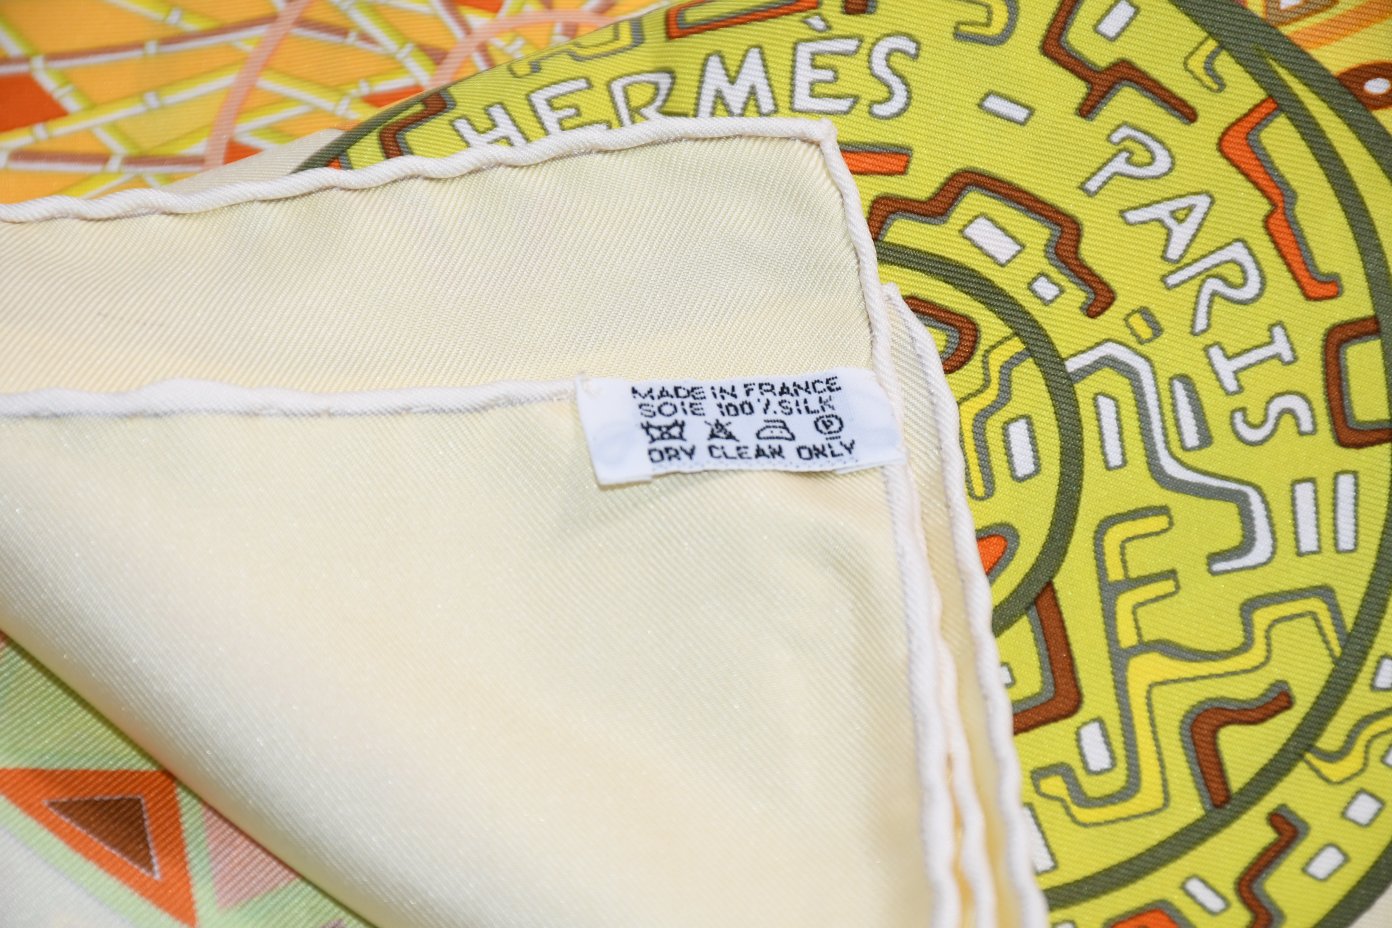 HERMÈS PARIS
MADE IN FRANCE
SOIE 100% SILK
DRY CLEAN ONLY